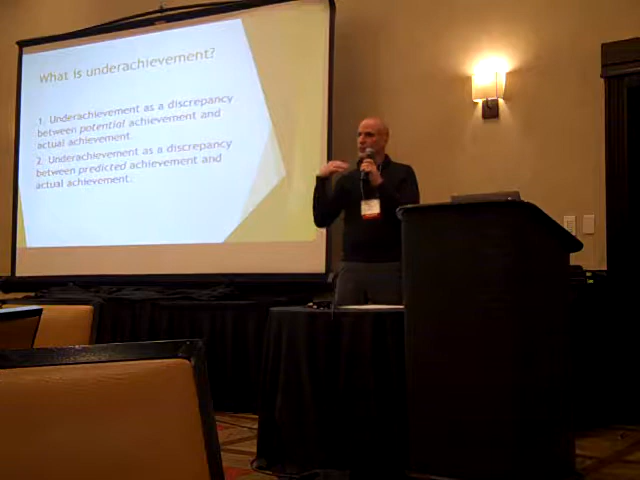 What is underachievement?
1. Underachievement as a discrepancy
between potential achievement and
actual achievement.
2. Underachievement as a discrepancy
between predicted achievement and
actual achievement.